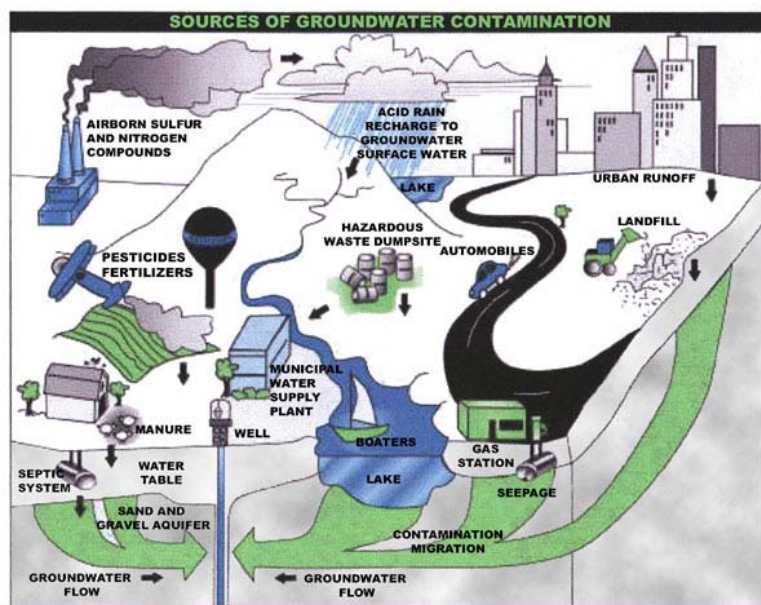 SOURCES OF GROUNDWATER CONTAMINATION
AIRBORN SULFUR
AND NITROGEN
COMPOUNDS
ACID RAIN
RECHARGE TO
GROUNDWATER
SURFACE WATER
LAKE
URBAN RUNOFF
LANDFILL
HAZARDOUS
WASTE DUMPSITE
AUTOMOBILES
PESTICIDES
FERTILIZERS
MUNICIPAL
WATER
SUPPLY
PLANT
MANURE
WELL
BOATERS
GAS
STATION
SEPTIC
SYSTEM
WATER
TABLE
LAKE
SEEPAGE
SAND AND
GRAVEL AQUIFER
CONTAMINATION
MIGRATION
GROUNDWATER
FLOW
GROUNDWATER
FLOW